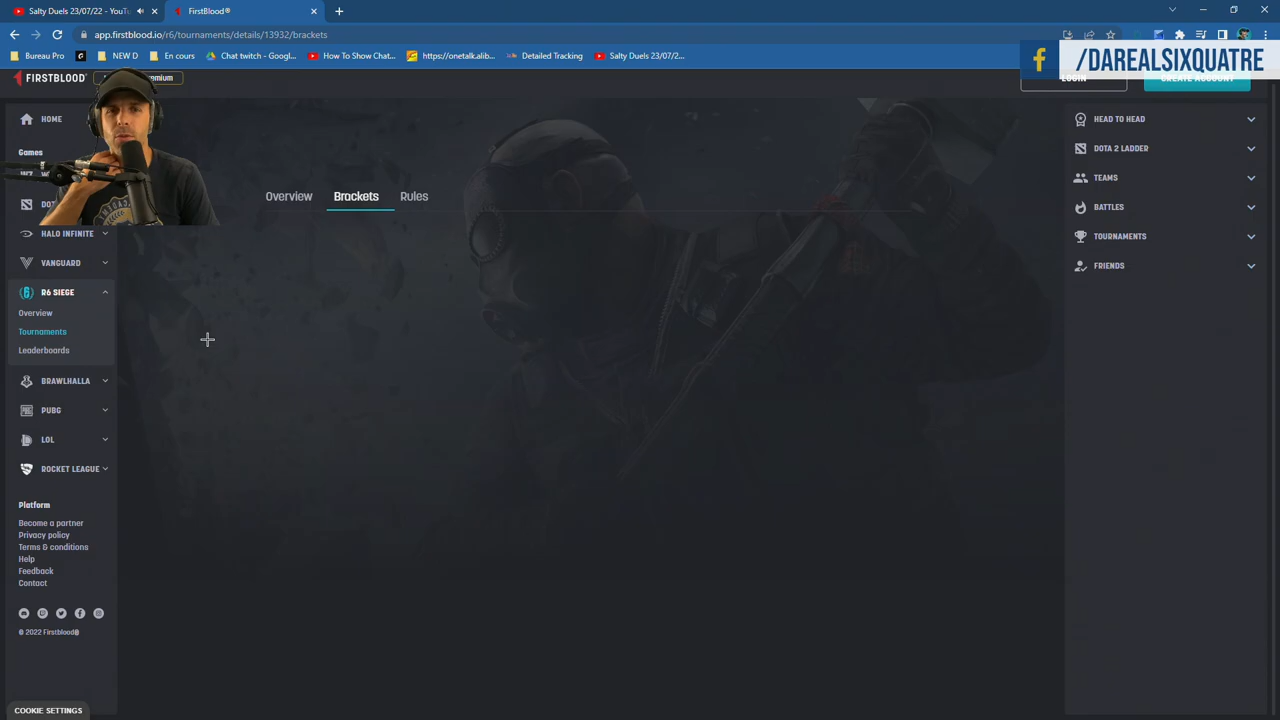 Salty Duels 23/07/22 - YouTu
FirstBlood®
app.firstblood.io/r6/tournaments/details/13932/brackets
Bureau Pro
NEW D
En cours
Chat twitch - Googl...
How To Show Chat...
https://onetalk.alib...
Detailed Tracking
Salty Duels 23/07/2...
/DAREALSIXQUATRE
FIRSTBLOOD
LOGIN
CREATE ACCOUNT
HOME
Games
HALO INFINITE
VANGUARD
R6 SIEGE
Overview
Tournaments
Leaderboards
BRAWLHALLA
PUBG
LOL
ROCKET LEAGUE
Platform
Become a partner
Privacy policy
Terms & conditions
Help
Feedback
Contact
© 2022 Firstblood®
COOKIE SETTINGS
Overview
Brackets
Rules
HEAD TO HEAD
DOTA 2 LADDER
TEAMS
BATTLES
TOURNAMENTS
FRIENDS